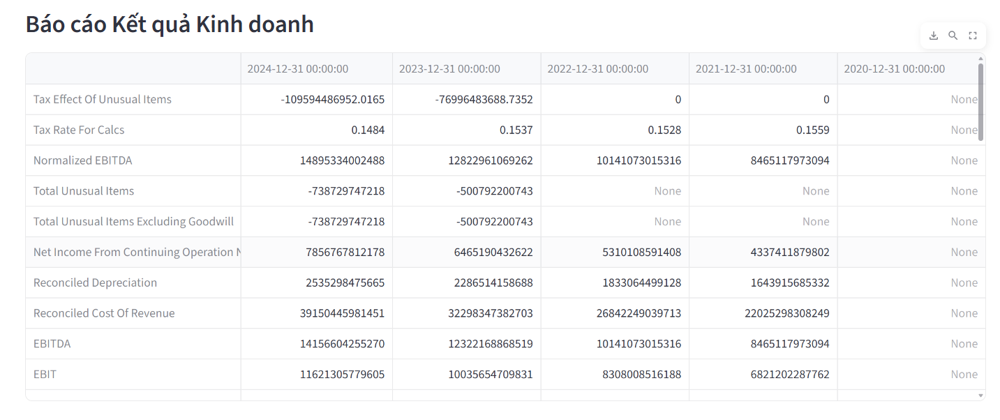 Báo cáo Kết quả Kinh doanh
2024-12-31 00:00:00 2023-12-31 00:00:00 2022-12-31 00:00:00 2021-12-31 00:00:00 2020-12-31 00:00:00
Tax Effect Of Unusual Items -109594486952.0165 -76996483688.7352 0 0 None
Tax Rate For Calcs 0.1484 0.1537 0.1528 0.1559 None
Normalized EBITDA 14895334002488 12822961069262 10141073015316 8465117973094 None
Total Unusual Items -738729747218 -500792200743 None None None
Total Unusual Items Excluding Goodwill -738729747218 -500792200743 None None None
Net Income From Continuing Operation N 7856767812178 6465190432622 5310108591408 4337411879802 None
Reconciled Depreciation 2535298475665 2286514158688 1833064499128 1643915685332 None
Reconciled Cost Of Revenue 39150445981451 32298347382703 26842249039713 22025298308249 None
EBITDA 14156604255270 12322168868519 10141073015316 8465117973094 None
EBIT 11621305779605 10035654709831 8308008516188 6821202287762 None